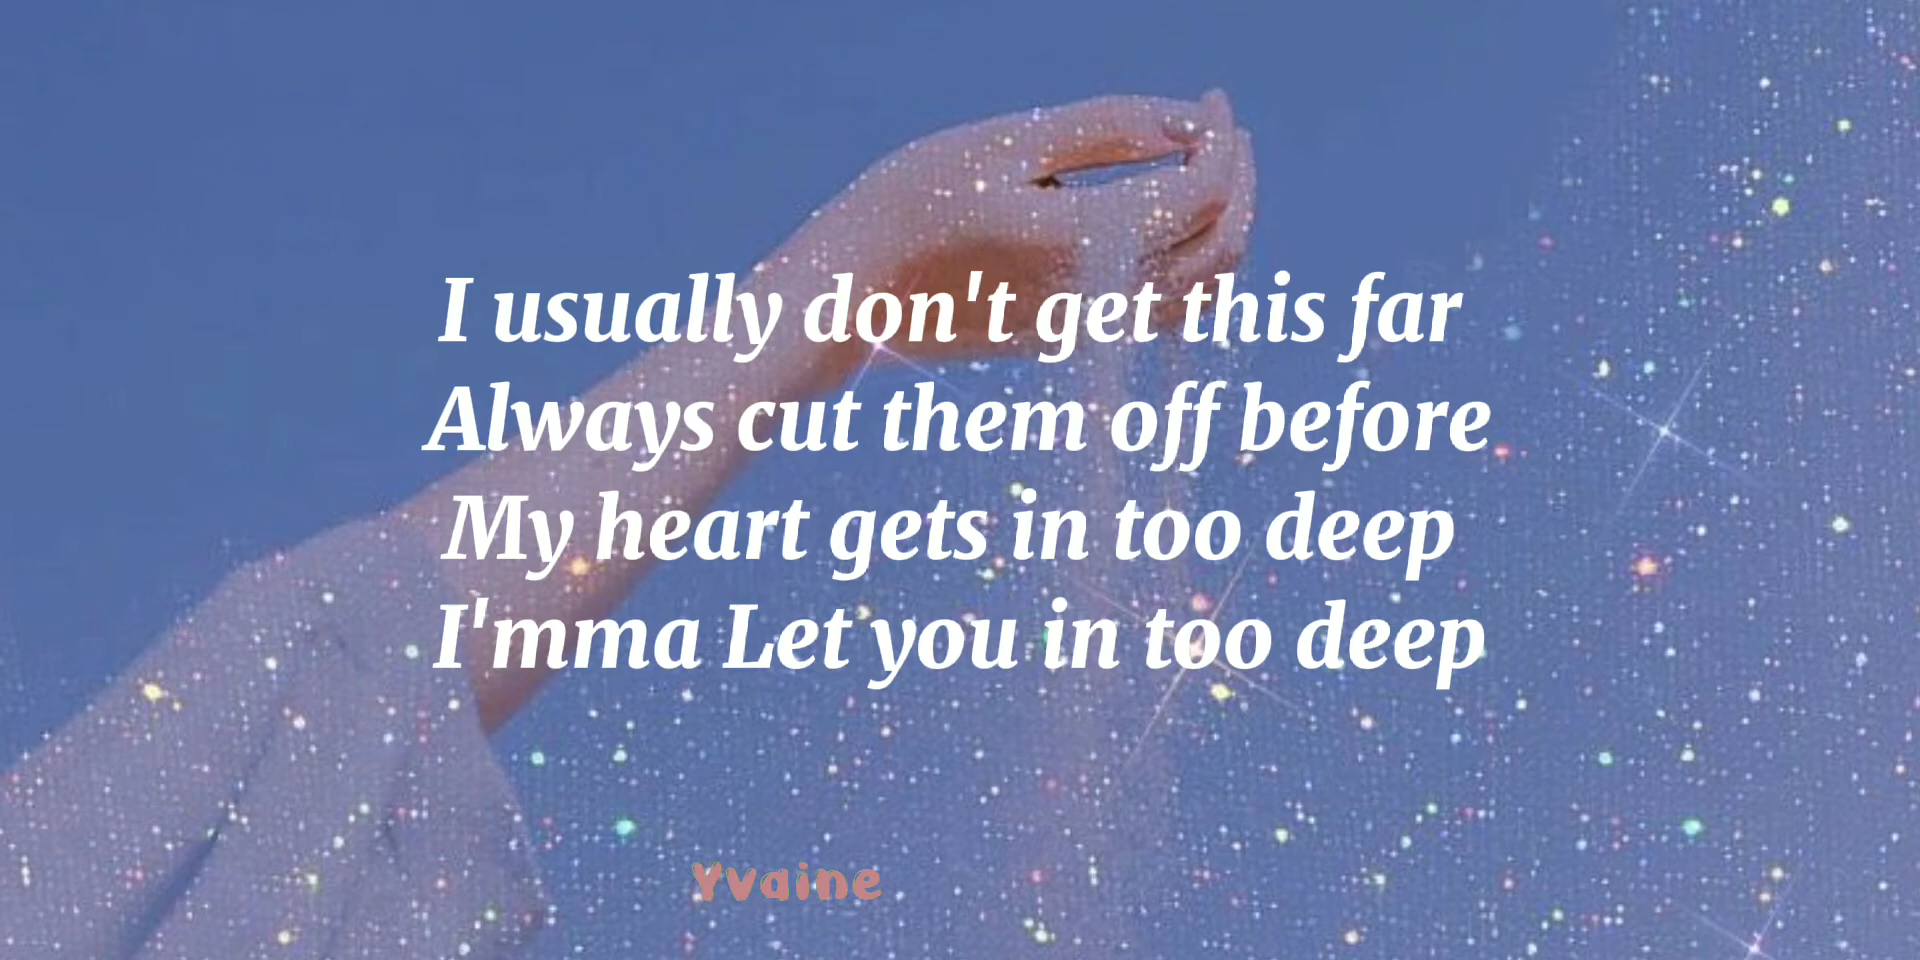 I usually don't get this far
Always cut them off before
My heart gets in too deep
I'mma Let you in too deep
Yvaine